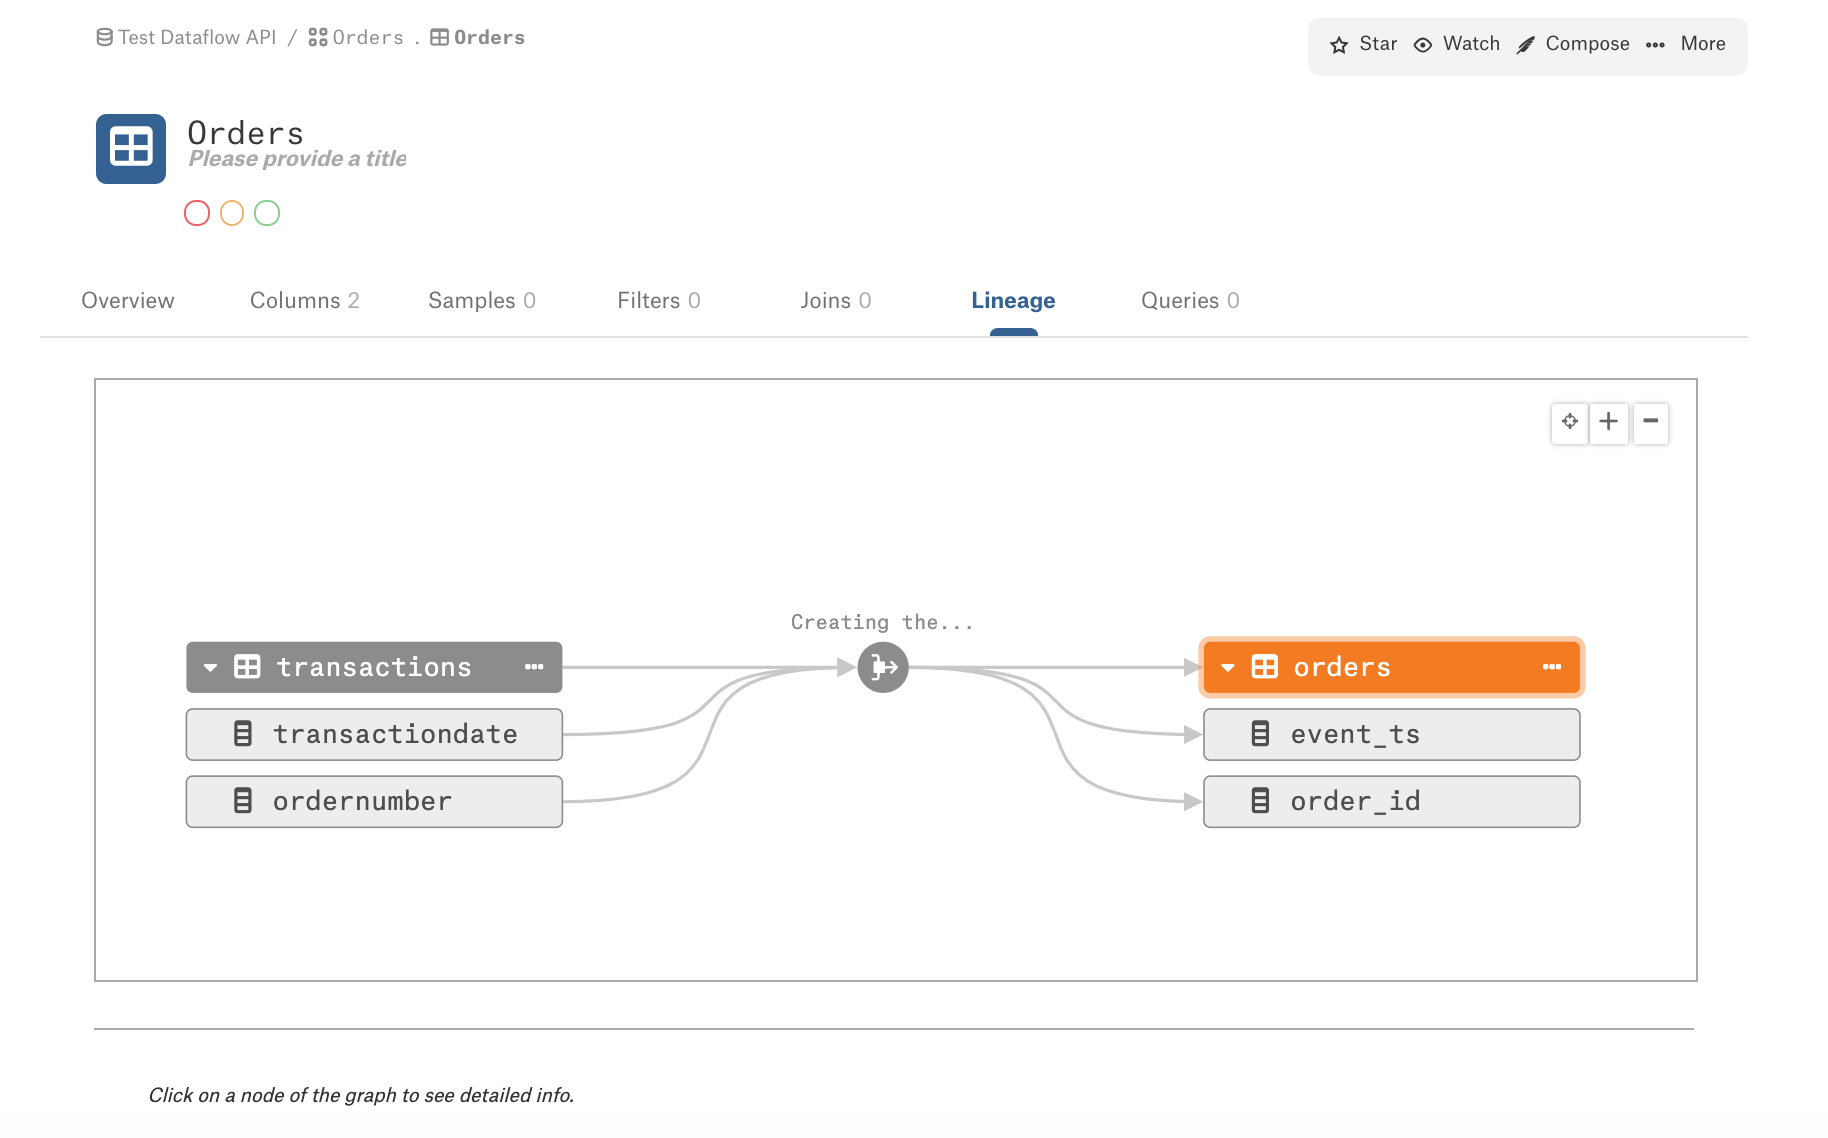 Test Dataflow API / Orders . Orders
Star Watch Compose More
Orders
Please provide a title
Overview Columns 2 Samples 0 Filters 0 Joins 0 Lineage Queries 0
Creating the...
transactions orders
transactiondate event_ts
ordernumber order_id
Click on a node of the graph to see detailed info.